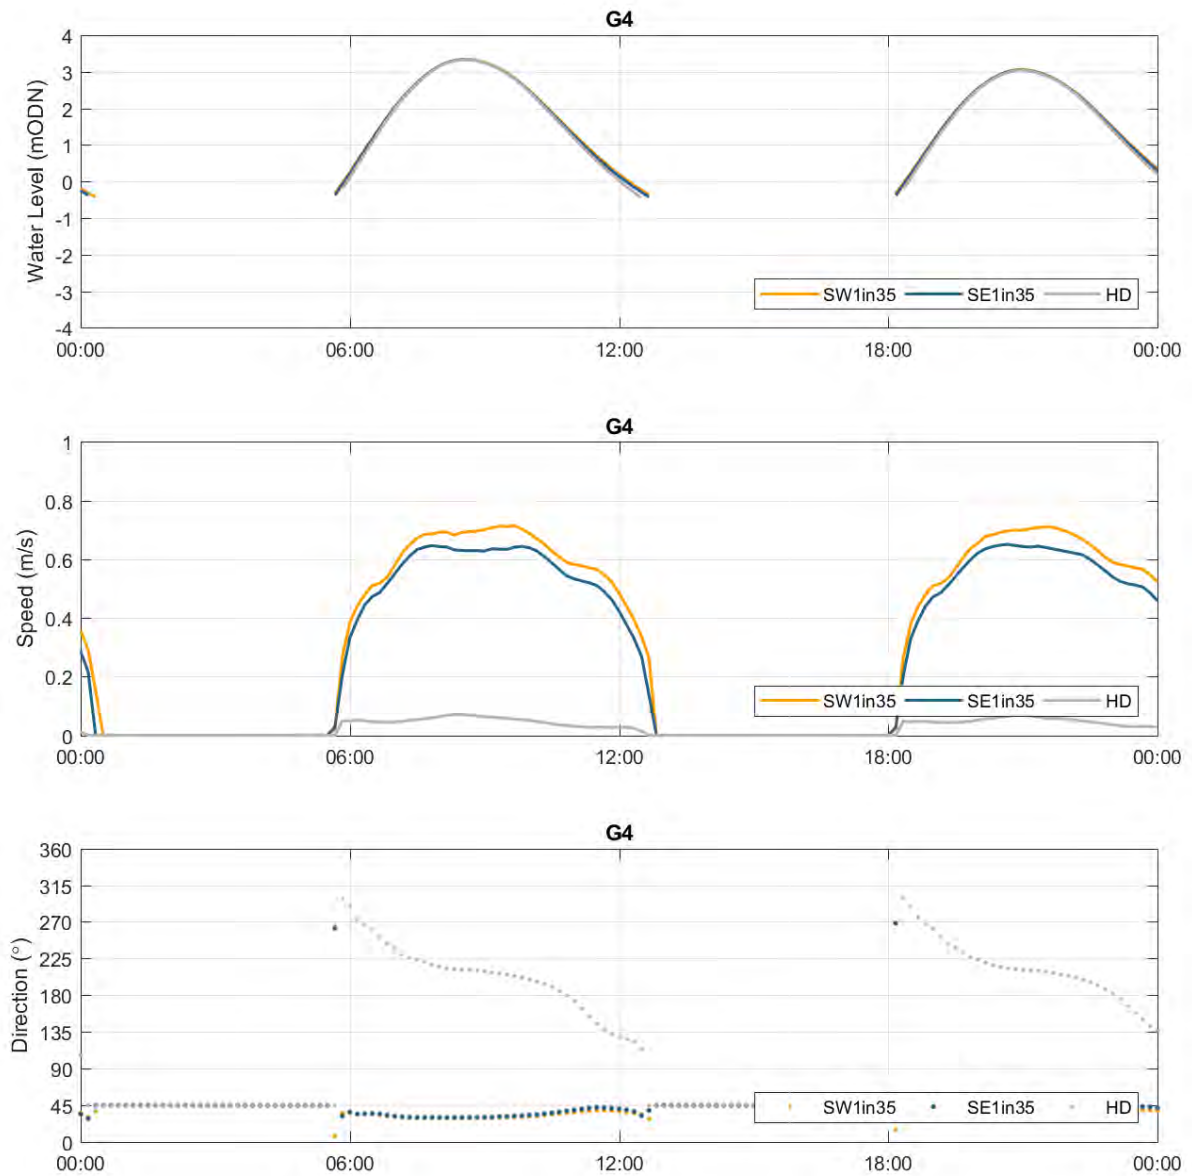 G4
4
3
2
1
0
-1
-2
-3
-4
Water Level (mODN)
SW1in35 SE1in35 HD
00:00 06:00 12:00 18:00 00:00
G4
1
0.8
0.6
0.4
0.2
0
Speed (m/s)
SW1in35 SE1in35 HD
00:00 06:00 12:00 18:00 00:00
G4
360
315
270
225
180
135
90
45
0
Direction (°)
SW1in35 SE1in35 HD
00:00 06:00 12:00 18:00 00:00